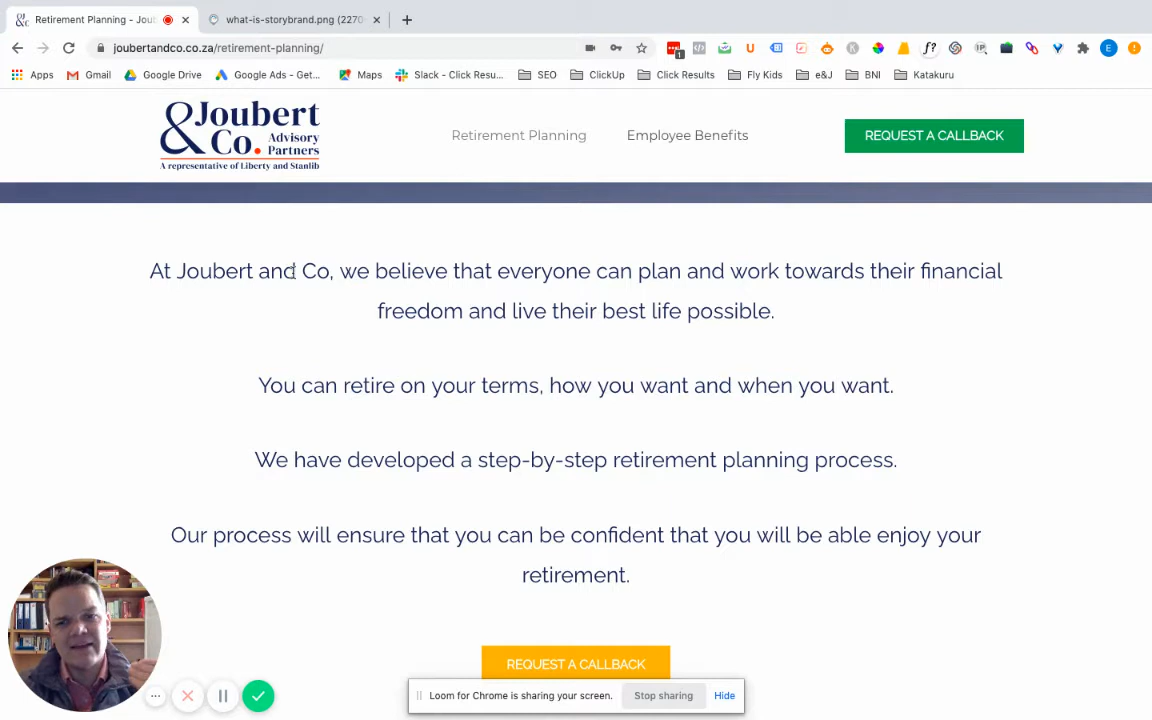 Retirement Planning - Jou
what-is-storybrand.png (2270
joubertandco.co.za/retirement-planning/
1
U
f?
IP
E
Apps
Gmail
Google Drive
Google Ads - Get...
Maps
Slack - Click Resu...
SEO
ClickUp
Click Results
Fly Kids
e&J
BNI
Katakuru
&Joubert
Co. Advisory
Partners
A representative of Liberty and Stanlib
Retirement Planning
Employee Benefits
REQUEST A CALLBACK
At Joubert and Co, we believe that everyone can plan and work towards their financial
freedom and live their best life possible.
You can retire on your terms, how you want and when you want.
We have developed a step-by-step retirement planning process.
Our process will ensure that you can be confident that you will be able enjoy your
retirement.
REQUEST A CALLBACK
Loom for Chrome is sharing your screen.
Stop sharing
Hide